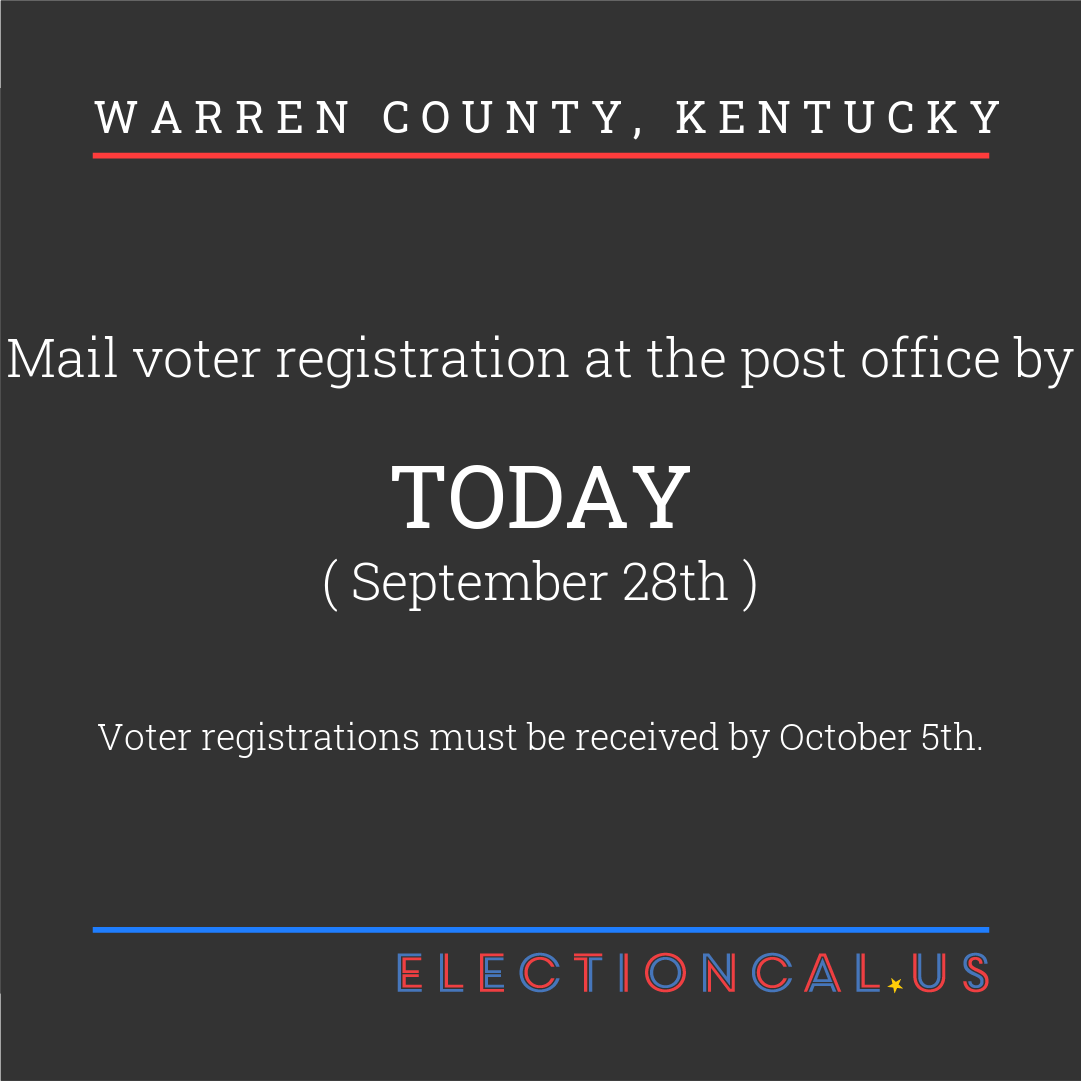 WARREN COUNTY, KENTUCKY
Mail voter registration at the post office by
TODAY
( September 28th )
Voter registrations must be received by October 5th.
ELECTIONCAL.US